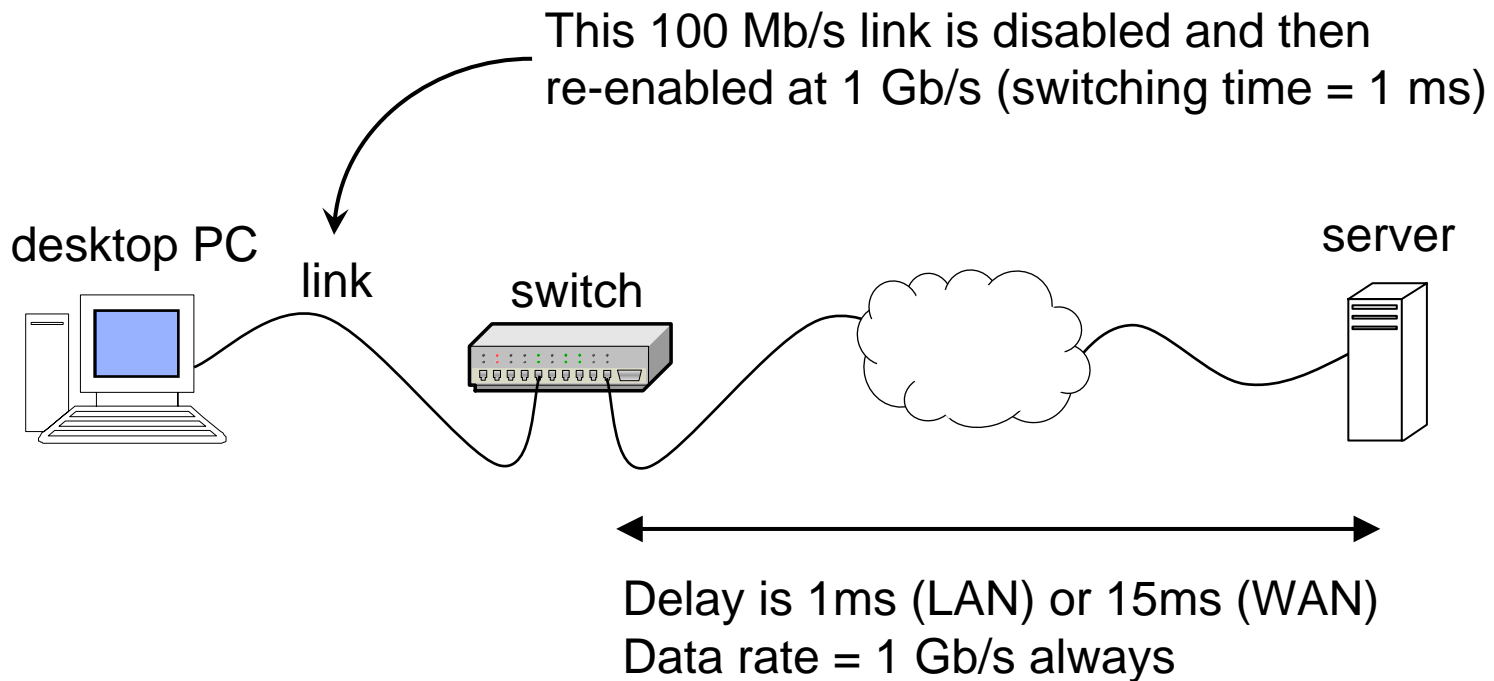 This 100 Mb/s link is disabled and then
re-enabled at 1 Gb/s (switching time = 1 ms)
desktop PC
link
switch
server
Delay is 1ms (LAN) or 15ms (WAN)
Data rate = 1 Gb/s always